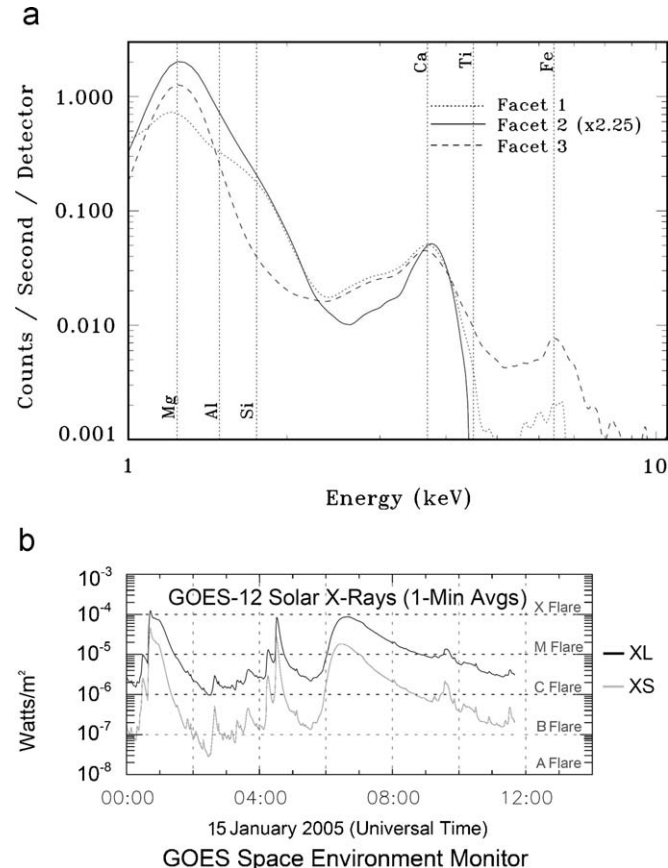 a
Counts / Second / Detector
1.000
0.100
0.010
0.001
Mg
Al
Si
Ca
Ti
Fe
Facet 1
Facet 2 (x2.25)
Facet 3
1
10
Energy (keV)
b
GOES-12 Solar X-Rays (1-Min Avgs)
Watts/m²
10⁻³
10⁻⁴
10⁻⁵
10⁻⁶
10⁻⁷
10⁻⁸
X Flare
M Flare
C Flare
B Flare
A Flare
XL
XS
00:00
04:00
08:00
12:00
15 January 2005 (Universal Time)
GOES Space Environment Monitor